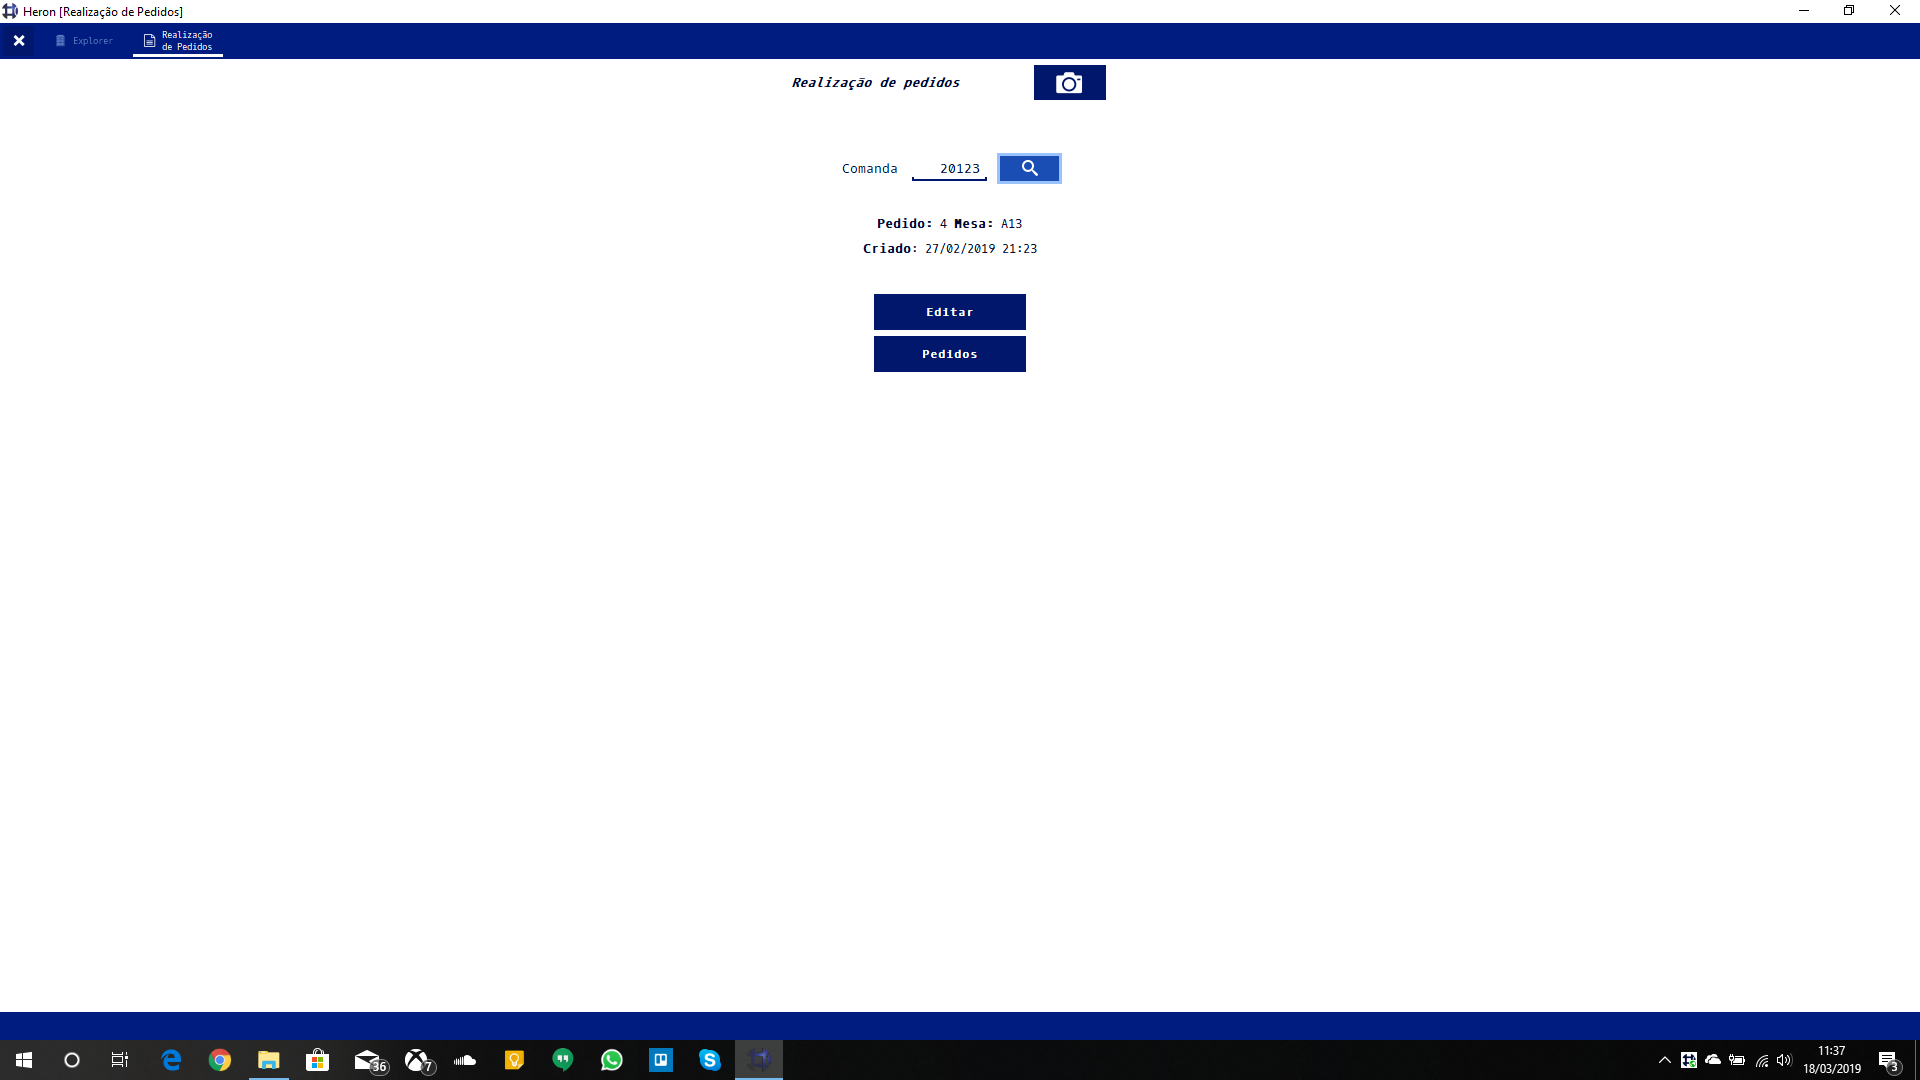 Heron [Realização de Pedidos]
Explorer
Realização
de Pedidos
Realização de pedidos
Comanda 20123
Pedido: 4 Mesa: A13
Criado: 27/02/2019 21:23
Editar
Pedidos
36
7
11:37
18/03/2019
3